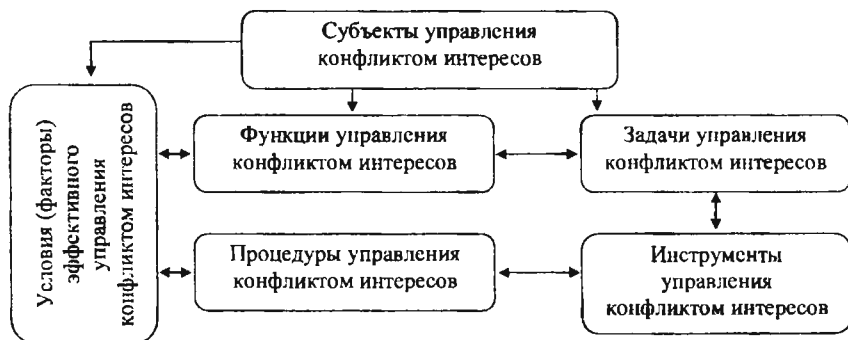 Субъекты управления
конфликтом интересов
Условия (факторы)
эффективного
управления
конфликтом интересов
Функции управления
конфликтом интересов
Задачи управления
конфликтом интересов
Процедуры управления
конфликтом интересов
Инструменты
управления
конфликтом интересов